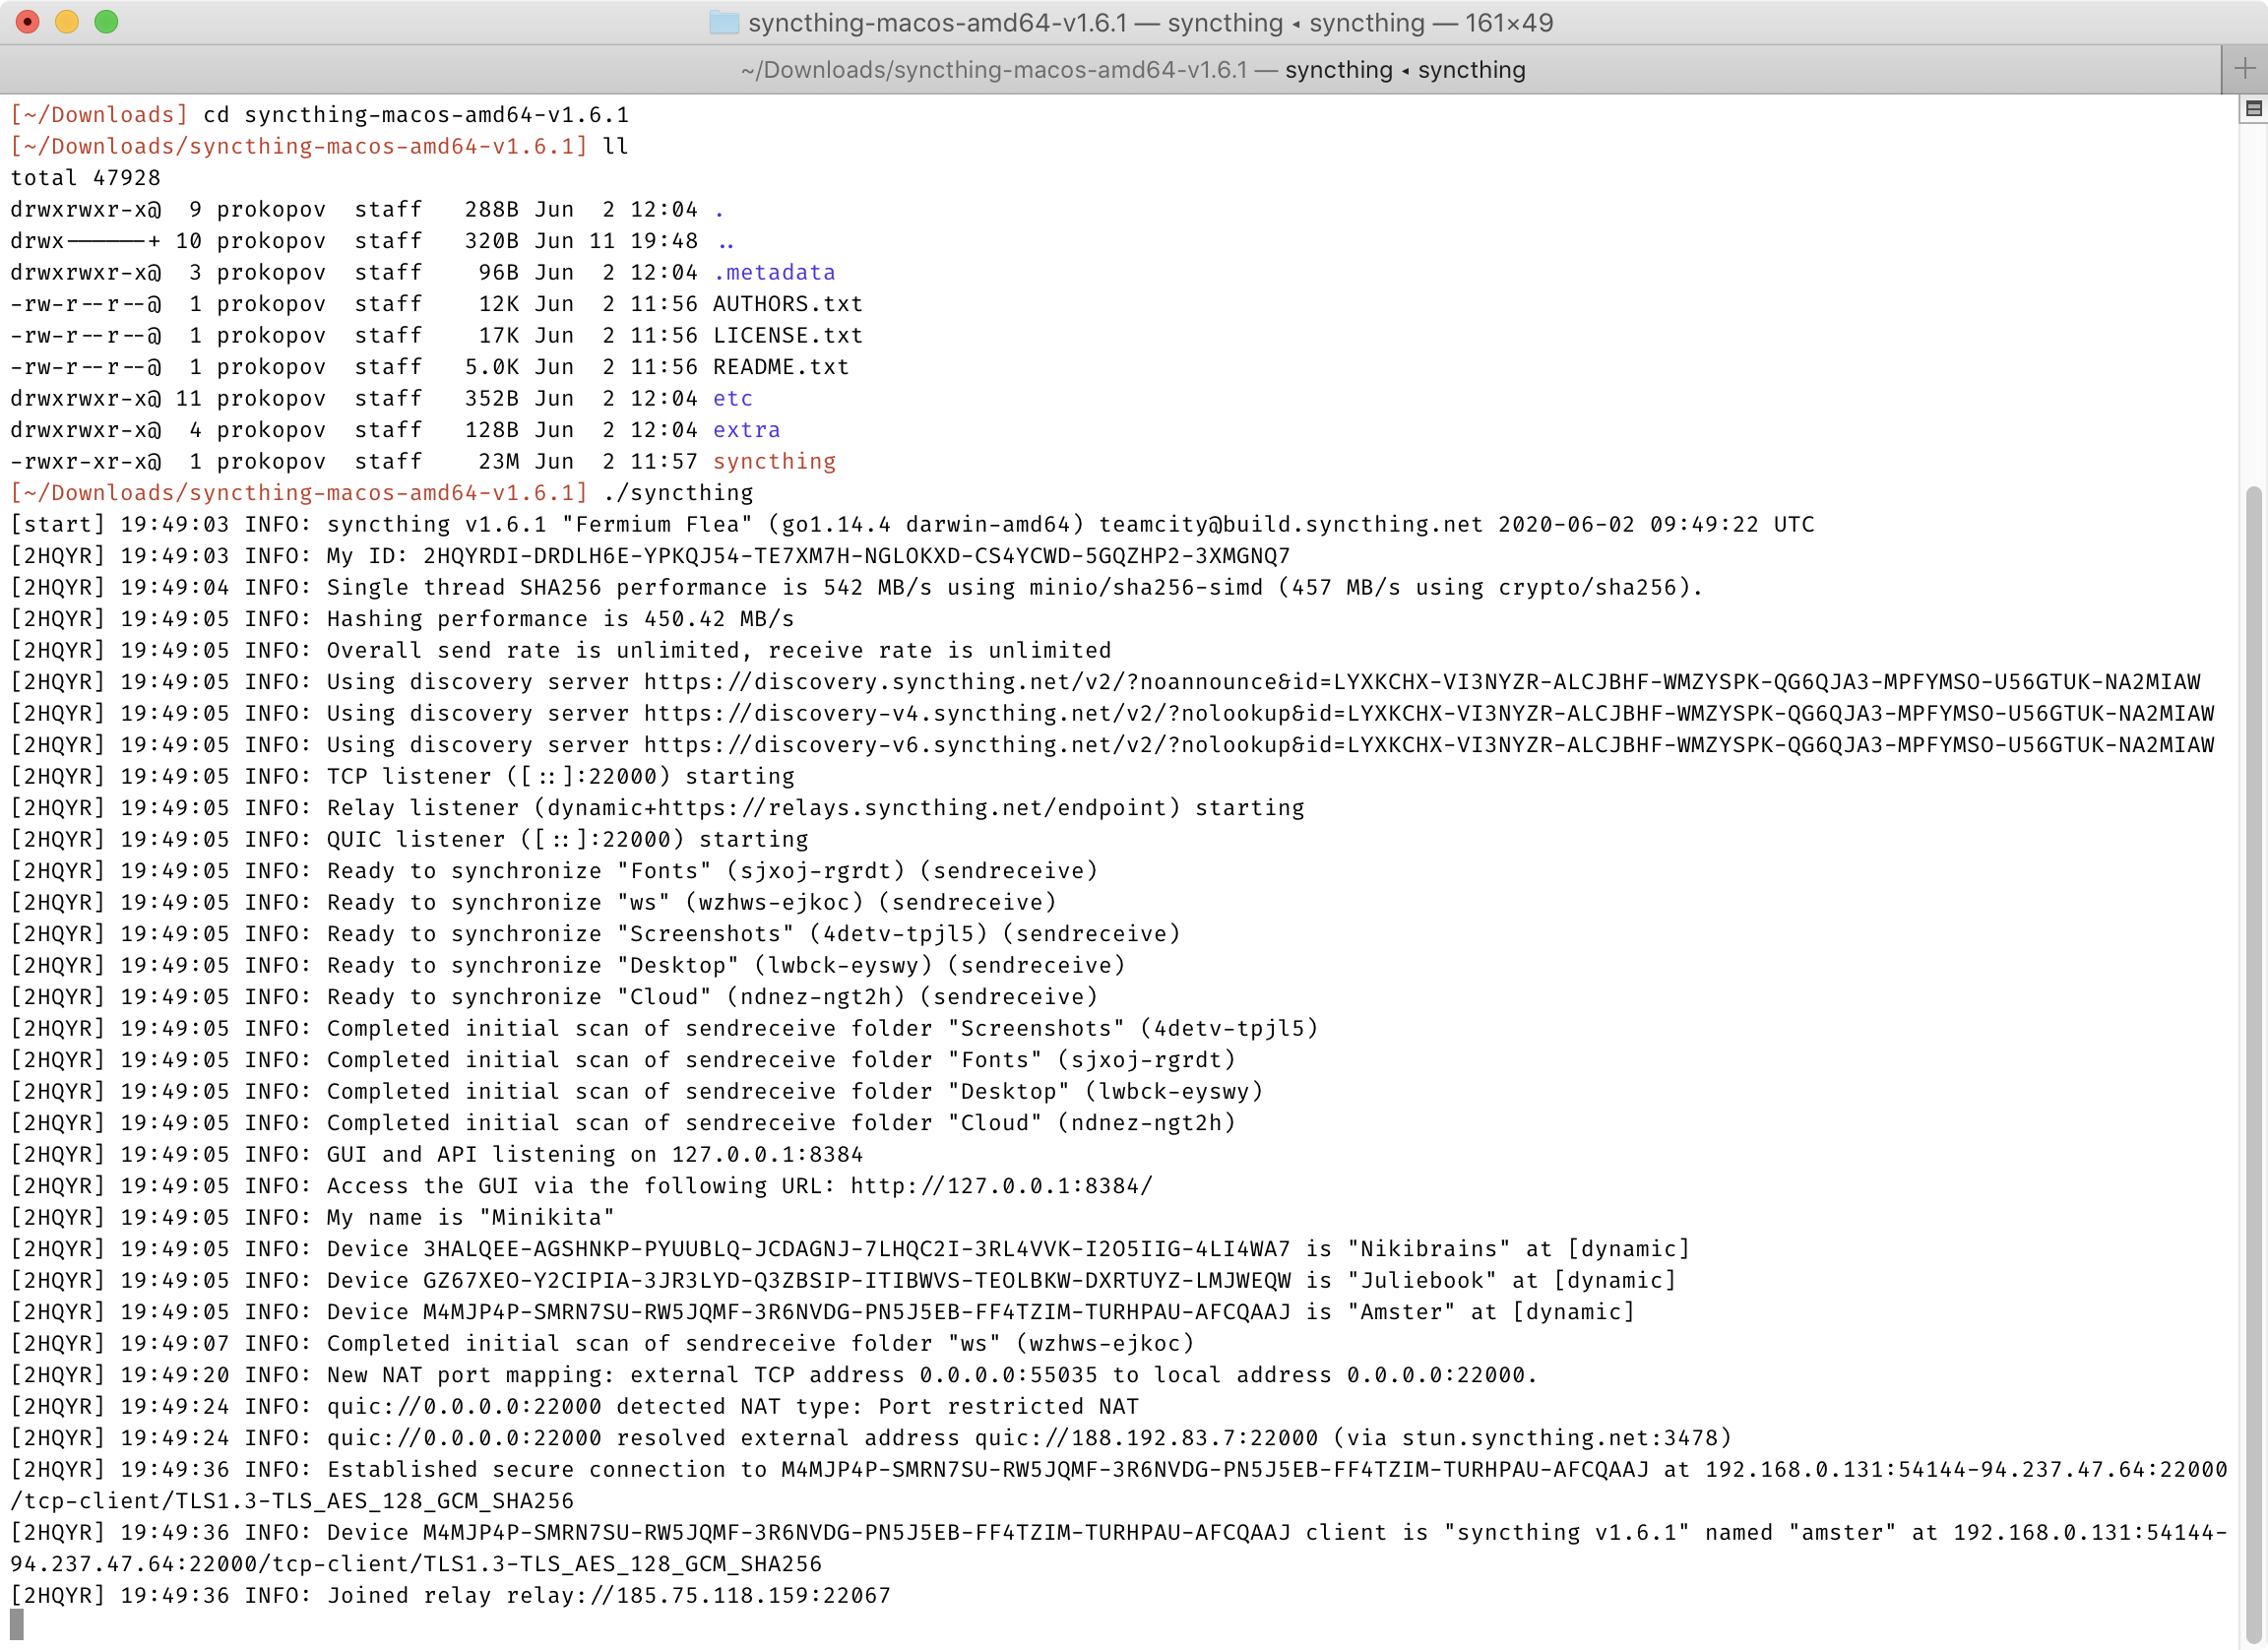 syncthing-macos-amd64-v1.6.1 — syncthing ◂ syncthing — 161×49
~/Downloads/syncthing-macos-amd64-v1.6.1 — syncthing ◂ syncthing
[~/Downloads] cd syncthing-macos-amd64-v1.6.1
[~/Downloads/syncthing-macos-amd64-v1.6.1] ll
total 47928
drwxrwxr-x@  9 prokopov  staff   288B Jun  2 12:04 .
drwx------+ 10 prokopov  staff   320B Jun 11 19:48 ..
drwxrwxr-x@  3 prokopov  staff    96B Jun  2 12:04 .metadata
-rw-r--r--@  1 prokopov  staff    12K Jun  2 11:56 AUTHORS.txt
-rw-r--r--@  1 prokopov  staff    17K Jun  2 11:56 LICENSE.txt
-rw-r--r--@  1 prokopov  staff   5.0K Jun  2 11:56 README.txt
drwxrwxr-x@ 11 prokopov  staff   352B Jun  2 12:04 etc
drwxrwxr-x@  4 prokopov  staff   128B Jun  2 12:04 extra
-rwxr-xr-x@  1 prokopov  staff    23M Jun  2 11:57 syncthing
[~/Downloads/syncthing-macos-amd64-v1.6.1] ./syncthing
[start] 19:49:03 INFO: syncthing v1.6.1 "Fermium Flea" (go1.14.4 darwin-amd64) teamcity@build.syncthing.net 2020-06-02 09:49:22 UTC
[2HQYR] 19:49:03 INFO: My ID: 2HQYRDI-DRDLH6E-YPKQJ54-TE7XM7H-NGLOKXD-CS4YCWD-5GQZHP2-3XMGNQ7
[2HQYR] 19:49:04 INFO: Single thread SHA256 performance is 542 MB/s using minio/sha256-simd (457 MB/s using crypto/sha256).
[2HQYR] 19:49:05 INFO: Hashing performance is 450.42 MB/s
[2HQYR] 19:49:05 INFO: Overall send rate is unlimited, receive rate is unlimited
[2HQYR] 19:49:05 INFO: Using discovery server https://discovery.syncthing.net/v2/?noannounce&id=LYXKCHX-VI3NYZR-ALCJBHF-WMZYSPK-QG6QJA3-MPFYMSO-U56GTUK-NA2MIAW
[2HQYR] 19:49:05 INFO: Using discovery server https://discovery-v4.syncthing.net/v2/?nolookup&id=LYXKCHX-VI3NYZR-ALCJBHF-WMZYSPK-QG6QJA3-MPFYMSO-U56GTUK-NA2MIAW
[2HQYR] 19:49:05 INFO: Using discovery server https://discovery-v6.syncthing.net/v2/?nolookup&id=LYXKCHX-VI3NYZR-ALCJBHF-WMZYSPK-QG6QJA3-MPFYMSO-U56GTUK-NA2MIAW
[2HQYR] 19:49:05 INFO: TCP listener ([::]:22000) starting
[2HQYR] 19:49:05 INFO: Relay listener (dynamic+https://relays.syncthing.net/endpoint) starting
[2HQYR] 19:49:05 INFO: QUIC listener ([::]:22000) starting
[2HQYR] 19:49:05 INFO: Ready to synchronize "Fonts" (sjxoj-rgrdt) (sendreceive)
[2HQYR] 19:49:05 INFO: Ready to synchronize "ws" (wzhws-ejkoc) (sendreceive)
[2HQYR] 19:49:05 INFO: Ready to synchronize "Screenshots" (4detv-tpjl5) (sendreceive)
[2HQYR] 19:49:05 INFO: Ready to synchronize "Desktop" (lwbck-eyswy) (sendreceive)
[2HQYR] 19:49:05 INFO: Ready to synchronize "Cloud" (ndnez-ngt2h) (sendreceive)
[2HQYR] 19:49:05 INFO: Completed initial scan of sendreceive folder "Screenshots" (4detv-tpjl5)
[2HQYR] 19:49:05 INFO: Completed initial scan of sendreceive folder "Fonts" (sjxoj-rgrdt)
[2HQYR] 19:49:05 INFO: Completed initial scan of sendreceive folder "Desktop" (lwbck-eyswy)
[2HQYR] 19:49:05 INFO: Completed initial scan of sendreceive folder "Cloud" (ndnez-ngt2h)
[2HQYR] 19:49:05 INFO: GUI and API listening on 127.0.0.1:8384
[2HQYR] 19:49:05 INFO: Access the GUI via the following URL: http://127.0.0.1:8384/
[2HQYR] 19:49:05 INFO: My name is "Minikita"
[2HQYR] 19:49:05 INFO: Device 3HALQEE-AGSHNKP-PYUUBLQ-JCDAGNJ-7LHQC2I-3RL4VVK-I2O5IIG-4LI4WA7 is "Nikibrains" at [dynamic]
[2HQYR] 19:49:05 INFO: Device GZ67XEO-Y2CIPIA-3JR3LYD-Q3ZBSIP-ITIBWVS-TEOLBKW-DXRTUYZ-LMJWEQW is "Juliebook" at [dynamic]
[2HQYR] 19:49:05 INFO: Device M4MJP4P-SMRN7SU-RW5JQMF-3R6NVDG-PN5J5EB-FF4TZIM-TURHPAU-AFCQAAJ is "Amster" at [dynamic]
[2HQYR] 19:49:07 INFO: Completed initial scan of sendreceive folder "ws" (wzhws-ejkoc)
[2HQYR] 19:49:20 INFO: New NAT port mapping: external TCP address 0.0.0.0:55035 to local address 0.0.0.0:22000.
[2HQYR] 19:49:24 INFO: quic://0.0.0.0:22000 detected NAT type: Port restricted NAT
[2HQYR] 19:49:24 INFO: quic://0.0.0.0:22000 resolved external address quic://188.192.83.7:22000 (via stun.syncthing.net:3478)
[2HQYR] 19:49:36 INFO: Established secure connection to M4MJP4P-SMRN7SU-RW5JQMF-3R6NVDG-PN5J5EB-FF4TZIM-TURHPAU-AFCQAAJ at 192.168.0.131:54144-94.237.47.64:22000
/tcp-client/TLS1.3-TLS_AES_128_GCM_SHA256
[2HQYR] 19:49:36 INFO: Device M4MJP4P-SMRN7SU-RW5JQMF-3R6NVDG-PN5J5EB-FF4TZIM-TURHPAU-AFCQAAJ client is "syncthing v1.6.1" named "amster" at 192.168.0.131:54144-
94.237.47.64:22000/tcp-client/TLS1.3-TLS_AES_128_GCM_SHA256
[2HQYR] 19:49:36 INFO: Joined relay relay://185.75.118.159:22067